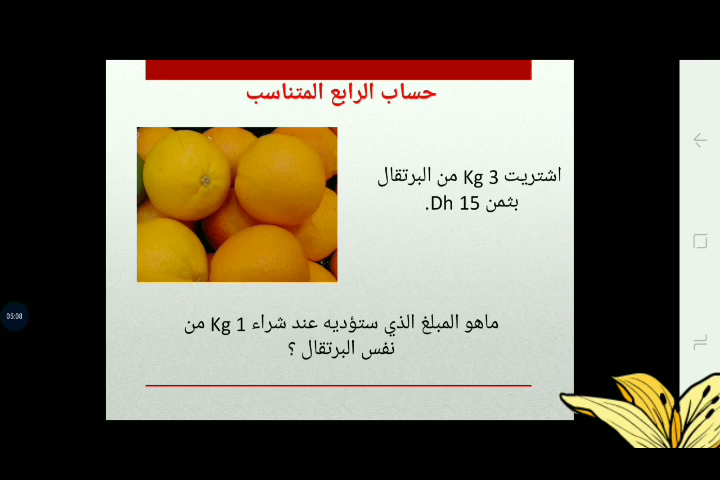 حساب الرابع المتناسب
اشتريت 3 Kg من البرتقال
بثمن 15 Dh.
ماهو المبلغ الذي ستؤديه عند شراء 1 Kg من
نفس البرتقال ؟
05:00